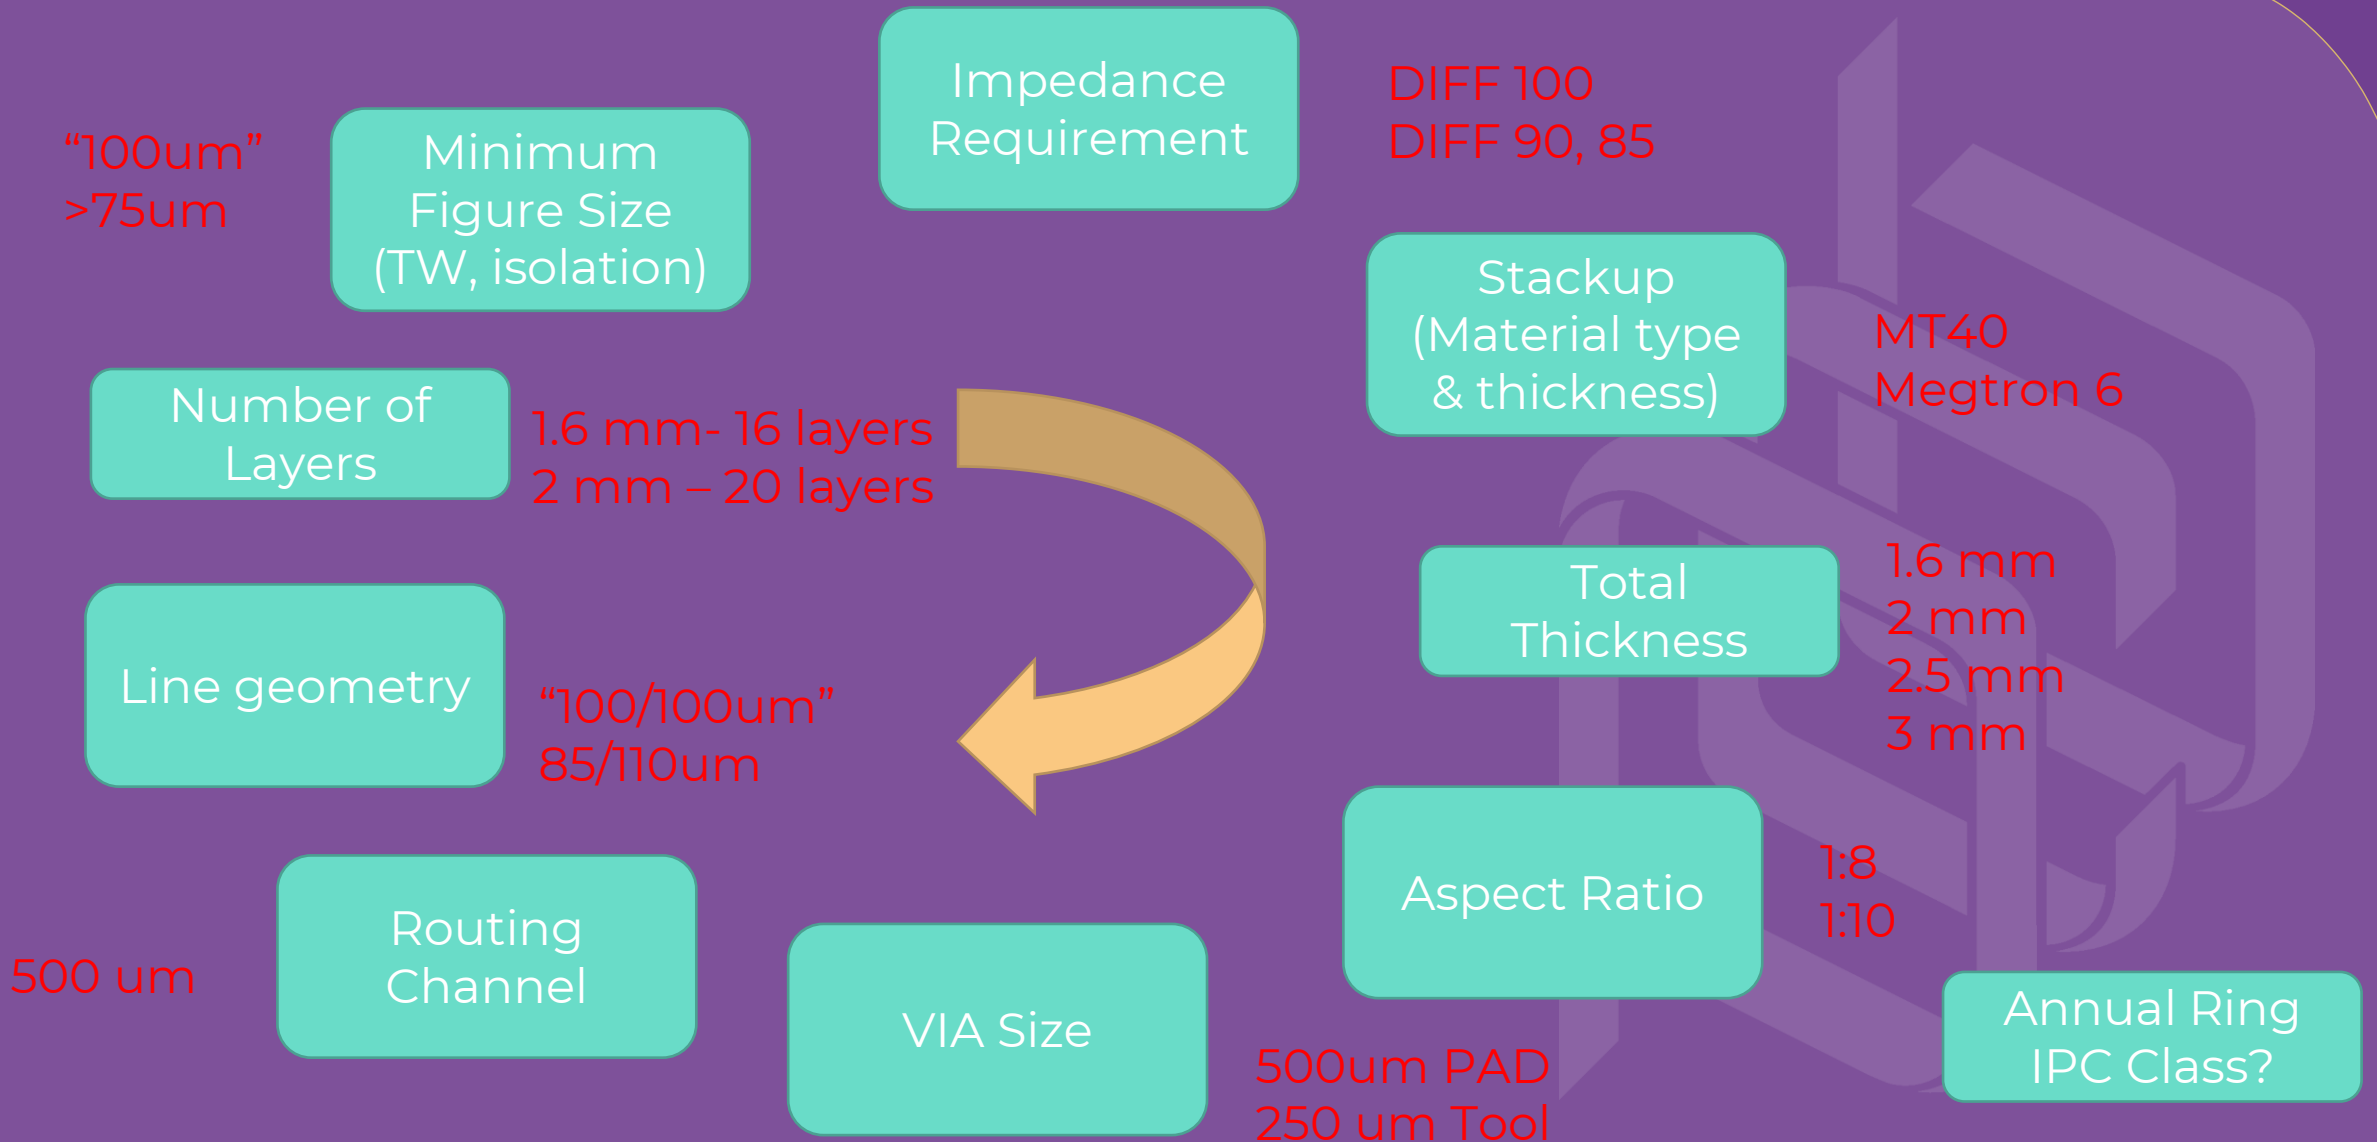 Impedance
Requirement
DIFF 100
DIFF 90, 85
“100um”
>75um
Minimum
Figure Size
(TW, isolation)
Stackup
(Material type
& thickness)
MT40
Megtron 6
Number of
Layers
1.6 mm- 16 layers
2 mm – 20 layers
Total
Thickness
1.6 mm
2 mm
2.5 mm
3 mm
Line geometry
“100/100um”
85/110um
Aspect Ratio
1:8
1:10
Routing
Channel
500 um
VIA Size
500um PAD
250 um Tool
Annual Ring
IPC Class?